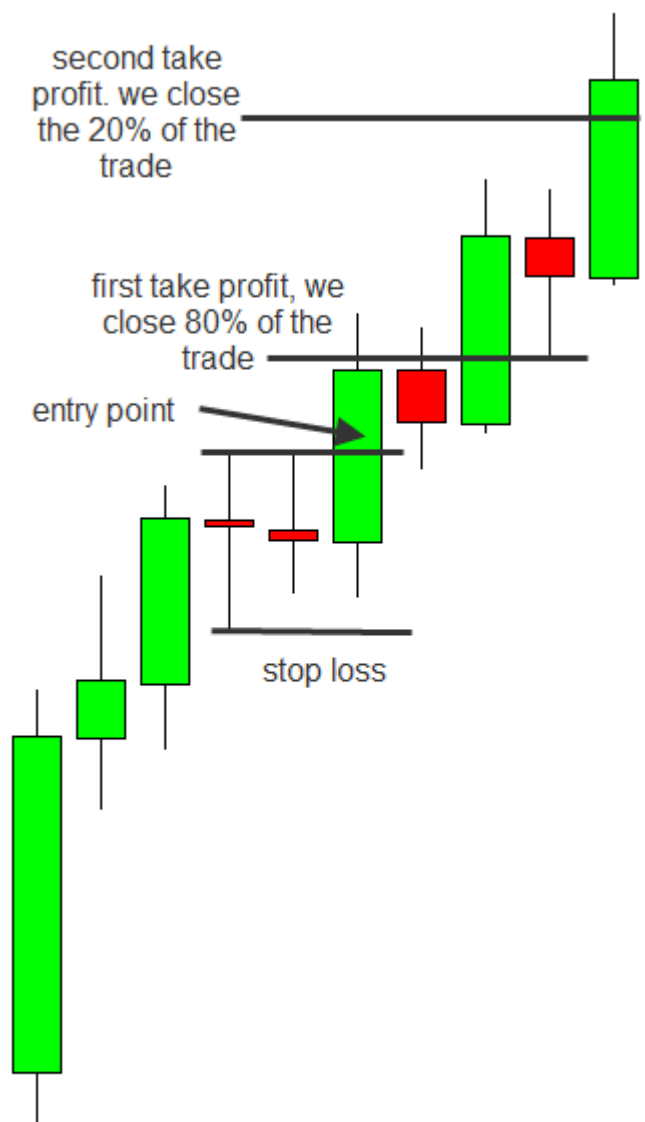 second take
profit. we close
the 20% of the
trade
first take profit, we
close 80% of the
trade
entry point
stop loss